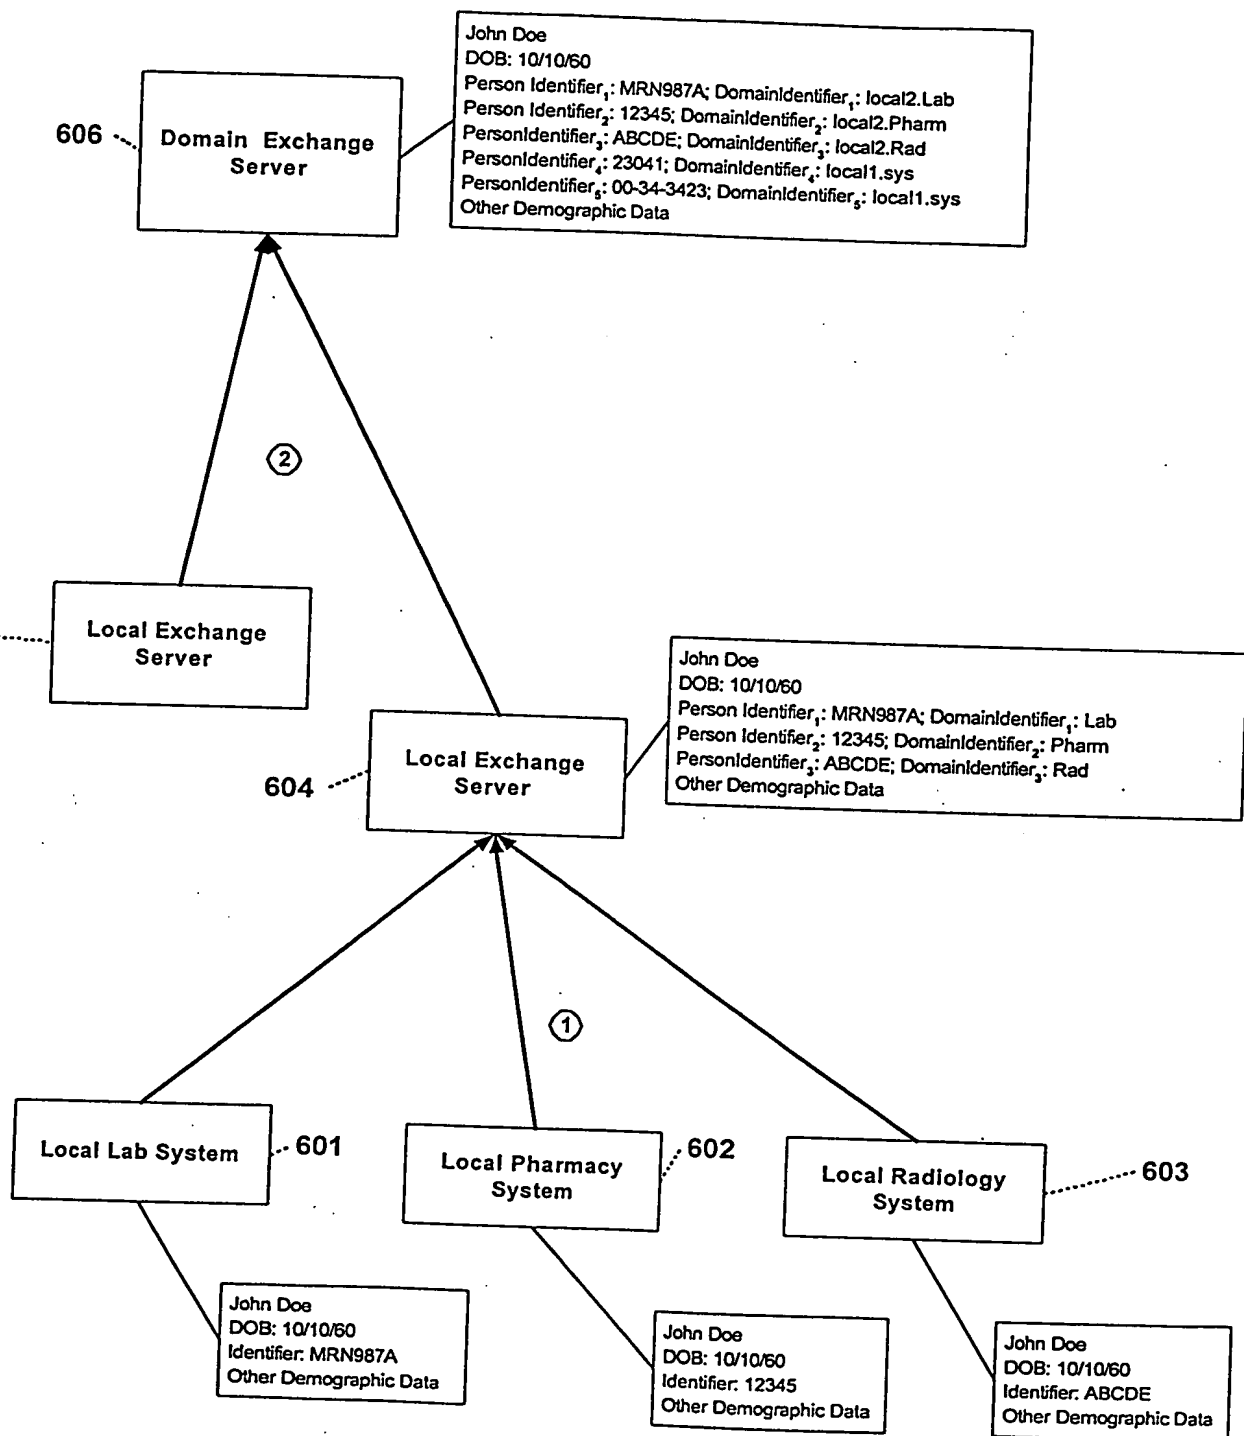 John Doe
DOB: 10/10/60
Person Identifier₁: MRN987A; DomainIdentifier₁: local2.Lab
Person Identifier₂: 12345; DomainIdentifier₂: local2.Pharm
PersonIdentifier₃: ABCDE; DomainIdentifier₃: local2.Rad
PersonIdentifier₄: 23041; DomainIdentifier₄: local1.sys
PersonIdentifier₅: 00-34-3423; DomainIdentifier₅: local1.sys
Other Demographic Data
606
Domain Exchange
Server
2
Local Exchange
Server
John Doe
DOB: 10/10/60
Person Identifier₁: MRN987A; DomainIdentifier₁: Lab
Person Identifier₂: 12345; DomainIdentifier₂: Pharm
PersonIdentifier₃: ABCDE; DomainIdentifier₃: Rad
Other Demographic Data
604
Local Exchange
Server
1
Local Lab System
601
Local Pharmacy
System
602
Local Radiology
System
603
John Doe
DOB: 10/10/60
Identifier: MRN987A
Other Demographic Data
John Doe
DOB: 10/10/60
Identifier: 12345
Other Demographic Data
John Doe
DOB: 10/10/60
Identifier: ABCDE
Other Demographic Data